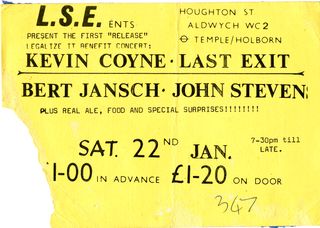 L.S.E. ENTS
HOUGHTON ST
ALDWYCH WC2
TEMPLE/HOLBORN
PRESENT THE FIRST "RELEASE"
LEGALIZE IT BENEFIT CONCERT:
KEVIN COYNE · LAST EXIT
BERT JANSCH · JOHN STEVENS
PLUS REAL ALE, FOOD AND SPECIAL SURPRISES!!!!!!!!
SAT. 22ND JAN.
7-30pm till
LATE.
1-00 IN ADVANCE £1-20 ON DOOR
347